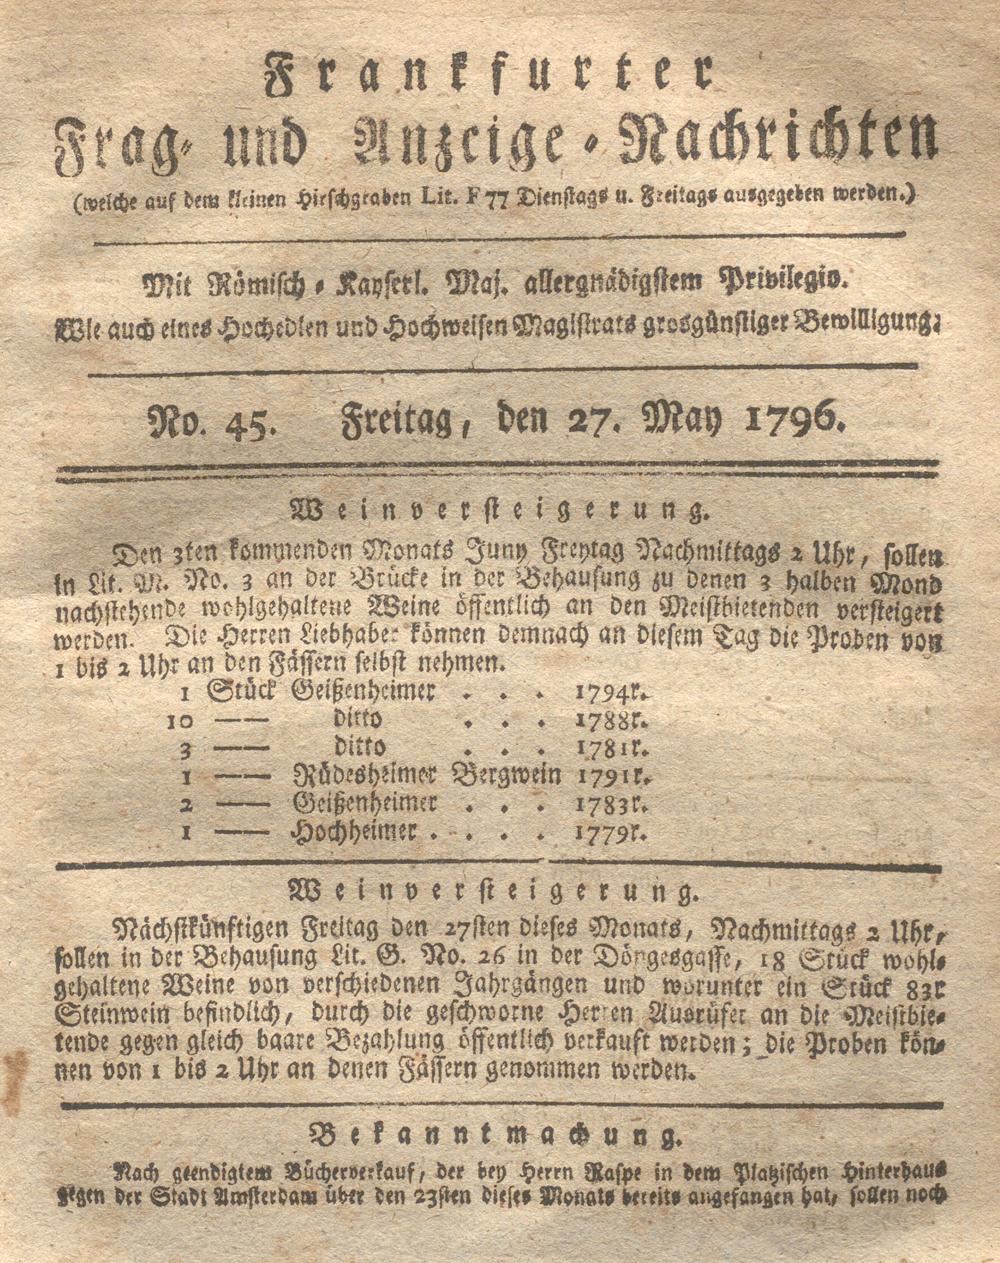 Frankfurter
Frag- und Anzeige-Nachrichten
(welche auf dem kleinen Hirschgraben Lit. F 77 Dienstags u. Freitags ausgegeben werden.)
Mit Römisch-Kayserl. Maj. allergnädigstem Privilegio.
Wie auch eines Hochedlen und Hochweisen Magistrats grosgünstiger Bewilligung:
No. 45. Freitag, den 27. May 1796.
Weinversteigerung.
Den 3ten kommenden Monats Juny Freytag Nachmittags 2 Uhr, sollen
in Lit. M. No. 3 an der Brücke in der Behausung zu denen 3 halben Mond
nachstehende wohlgehaltene Weine öffentlich an den Meistbietenden versteigert
werden. Die Herren Liebhaber können demnach an diesem Tag die Proben von
1 bis 2 Uhr an den Fässern selbst nehmen.
1 Stück Geißenheimer . . . 1794r.
10 —— ditto . . . 1788r.
3 —— ditto . . . 1781r.
1 —— Rüdesheimer Bergwein 1791r.
2 —— Geißenheimer . . . 1783r.
1 —— Hochheimer . . . . 1779r.
Weinversteigerung.
Nächstkünftigen Freitag den 27sten dieses Monats, Nachmittags 2 Uhr,
sollen in der Behausung Lit. G. No. 26 in der Döngesgasse, 18 Stück wohl-
gehaltene Weine von verschiedenen Jahrgängen und worunter ein Stück 83r
Steinwein befindlich, durch die geschworne Herren Ausrüfer an die Meistbie-
tende gegen gleich baare Bezahlung öffentlich verkauft werden; die Proben kön-
nen von 1 bis 2 Uhr an denen Fässern genommen werden.
Bekanntmachung.
Nach geendigtem Bücherverkauf, der bey Herrn Raspe in dem Platzischen Hinterhaus
gegen der Stadt Amsterdam über den 23sten dieses Monats bereits angefangen hat, sollen noch